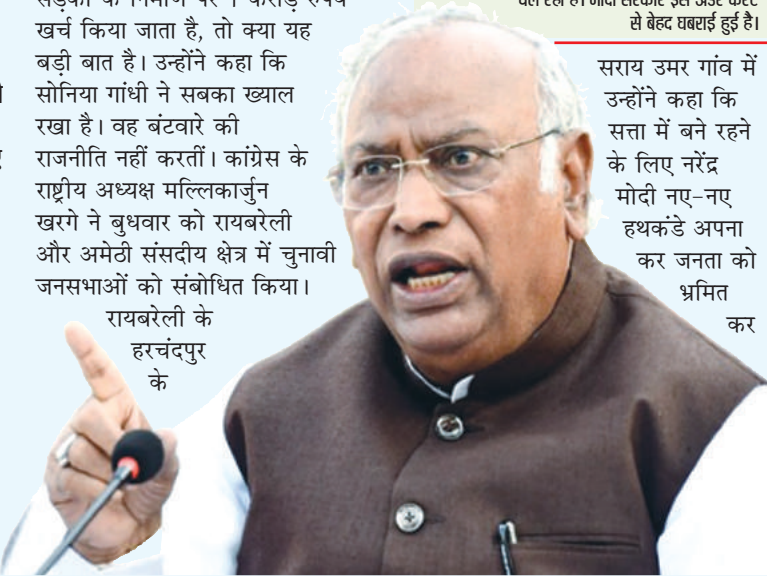 खर्च किया जाता है, तो क्या यह
बड़ी बात है। उन्होंने कहा कि
सोनिया गांधी ने सबका ख्याल
रखा है। वह बंटवारे की
राजनीति नहीं करतीं। कांग्रेस के
राष्ट्रीय अध्यक्ष मल्लिकार्जुन
खरगे ने बुधवार को रायबरेली
और अमेठी संसदीय क्षेत्र में चुनावी
जनसभाओं को संबोधित किया।
रायबरेली के
हरचंदपुर
के
से बेहद घबराई हुई है।
सराय उमर गांव में
उन्होंने कहा कि
सत्ता में बने रहने
के लिए नरेंद्र
मोदी नए-नए
हथकंडे अपना
कर जनता को
भ्रमित
कर